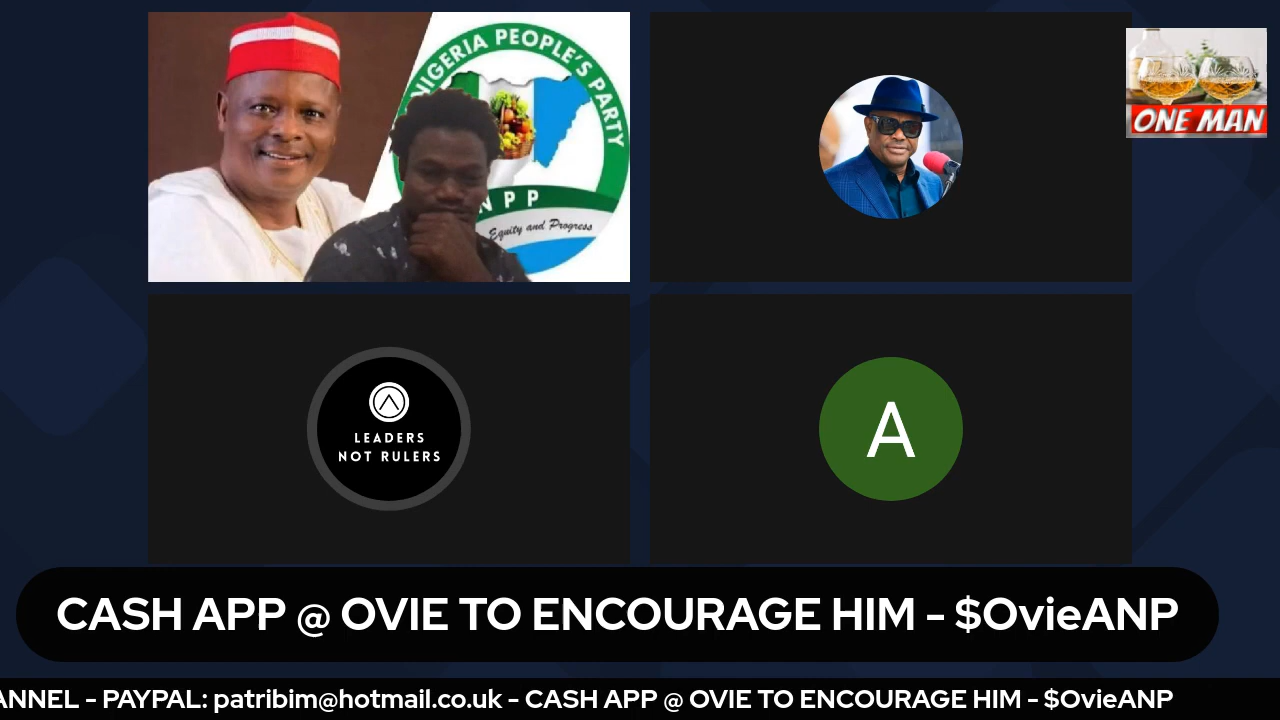 NIGERIA PEOPLE'S PARTY
NPP
Equity and Progress
ONE MAN
LEADERS
NOT RULERS
A
CASH APP @ OVIE TO ENCOURAGE HIM - $OvieANP
ANNEL - PAYPAL: patribim@hotmail.co.uk - CASH APP @ OVIE TO ENCOURAGE HIM - $OvieANP